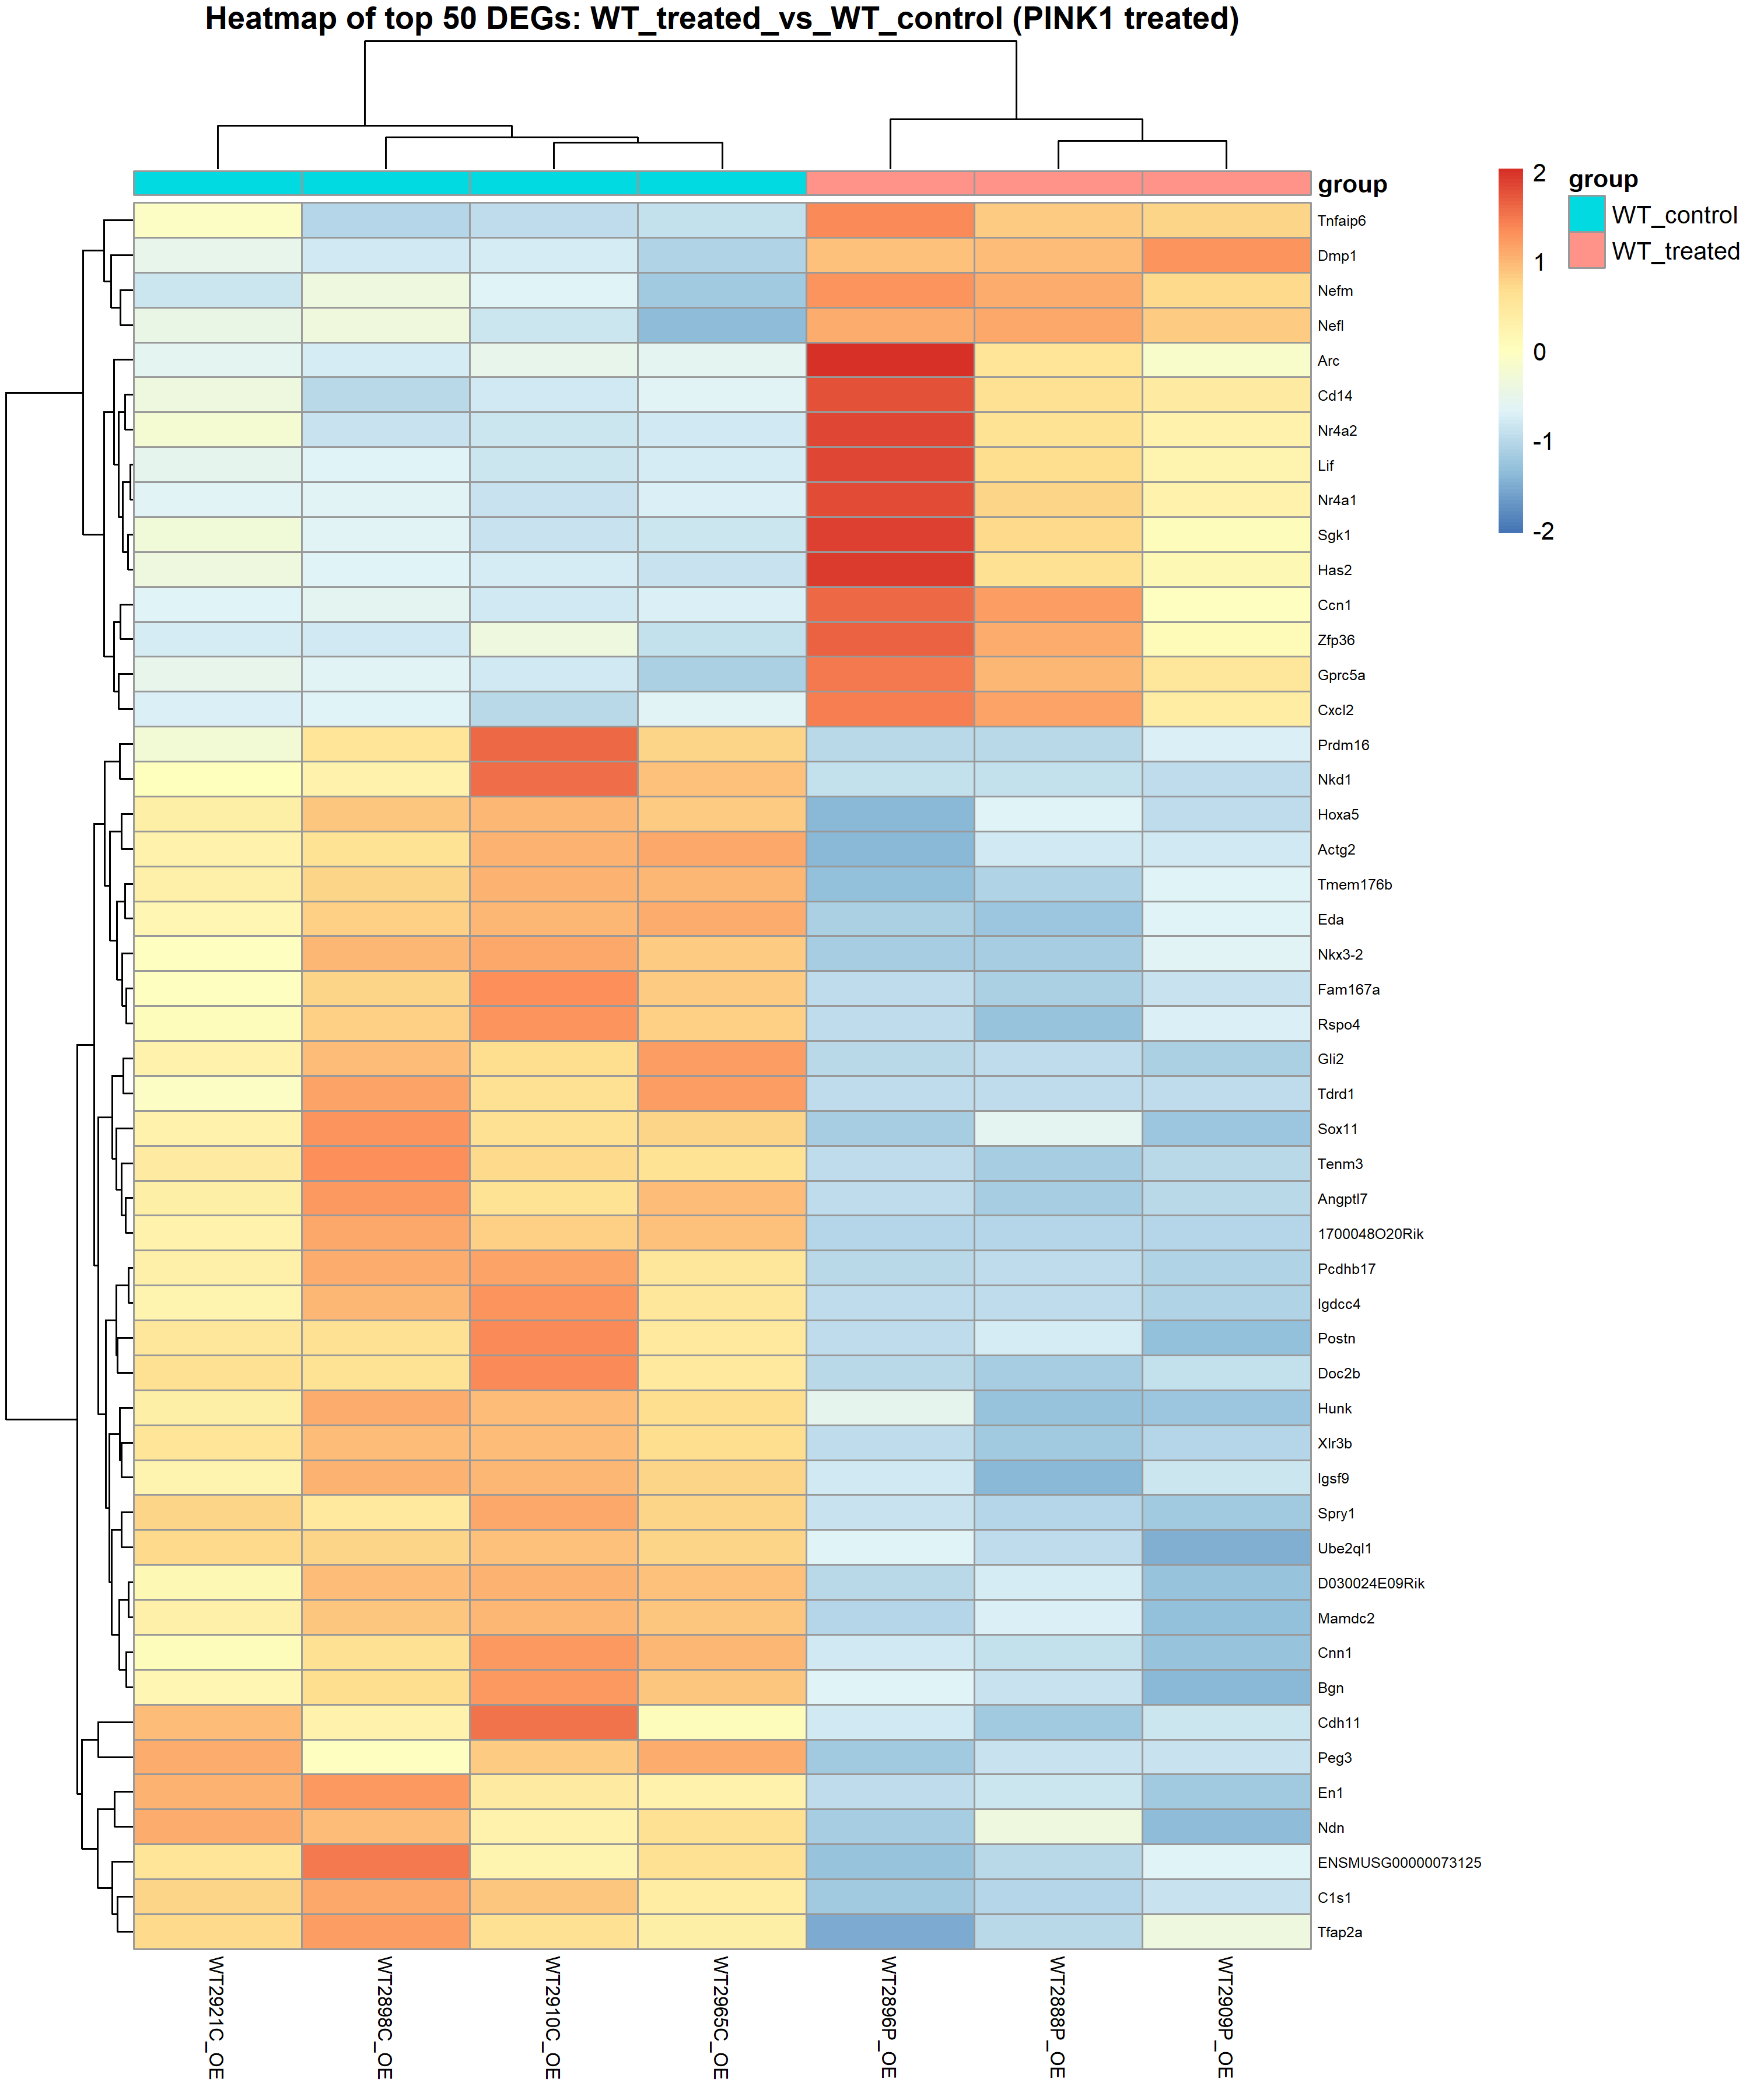 Heatmap of top 50 DEGs: WT_treated_vs_WT_control (PINK1 treated)
group
2
1
0
-1
-2
group
WT_control
WT_treated
Tnfaip6
Dmp1
Nefm
Nefl
Arc
Cd14
Nr4a2
Lif
Nr4a1
Sgk1
Has2
Ccn1
Zfp36
Gprc5a
Cxcl2
Prdm16
Nkd1
Hoxa5
Actg2
Tmem176b
Eda
Nkx3-2
Fam167a
Rspo4
Gli2
Tdrd1
Sox11
Tenm3
Angptl7
1700048O20Rik
Pcdhb17
Igdcc4
Postn
Doc2b
Hunk
Xlr3b
Igsf9
Spry1
Ube2ql1
D030024E09Rik
Mamdc2
Cnn1
Bgn
Cdh11
Peg3
En1
Ndn
ENSMUSG00000073125
C1s1
Tfap2a
WT2921C_OE
WT2898C_OE
WT2910C_OE
WT2965C_OE
WT2896P_OE
WT2888P_OE
WT2909P_OE